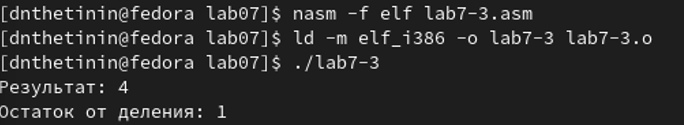 [dnthetinin@fedora lab07]$ nasm -f elf lab7-3.asm
[dnthetinin@fedora lab07]$ ld -m elf_i386 -o lab7-3 lab7-3.o
[dnthetinin@fedora lab07]$ ./lab7-3
Результат: 4
Остаток от деления: 1